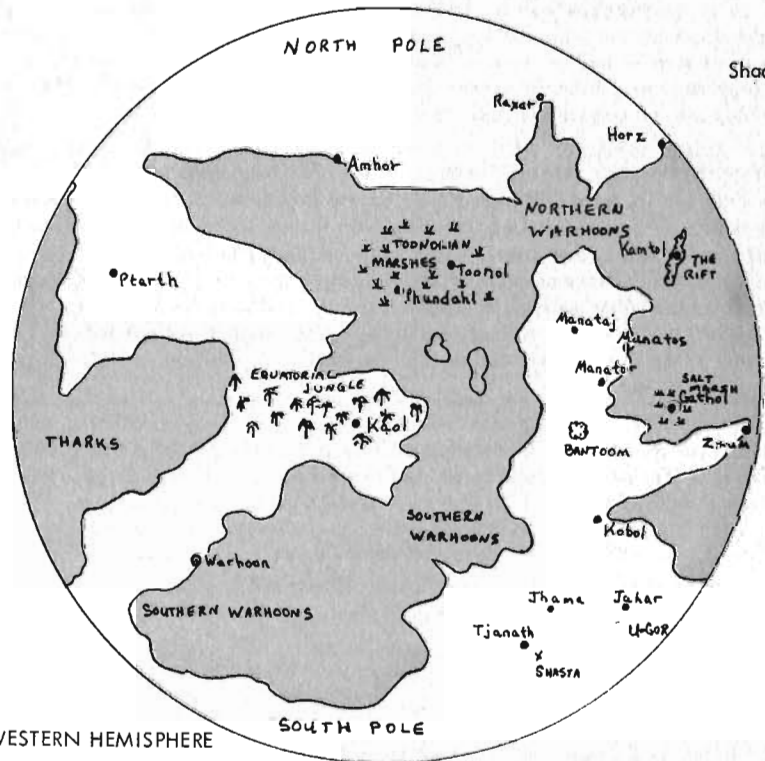 NORTH POLE
Shad
Raxar
Horz
Amhor
NORTHERN
WARHOONS
TOONOLIAN
MARSHES
Toonol
Phundahl
Kamtol
THE
RIFT
Ptarth
Manataj
Manatos
Manator
SALT
MARSH
Gathol
EQUATORIAL
JUNGLE
Kaol
THARKS
BANTOOM
SOUTHERN
WARHOONS
Kobol
Warhoon
SOUTHERN WARHOONS
Jhama
Jahar
U-GOR
Tjanath
SHASTA
SOUTH POLE
WESTERN HEMISPHERE